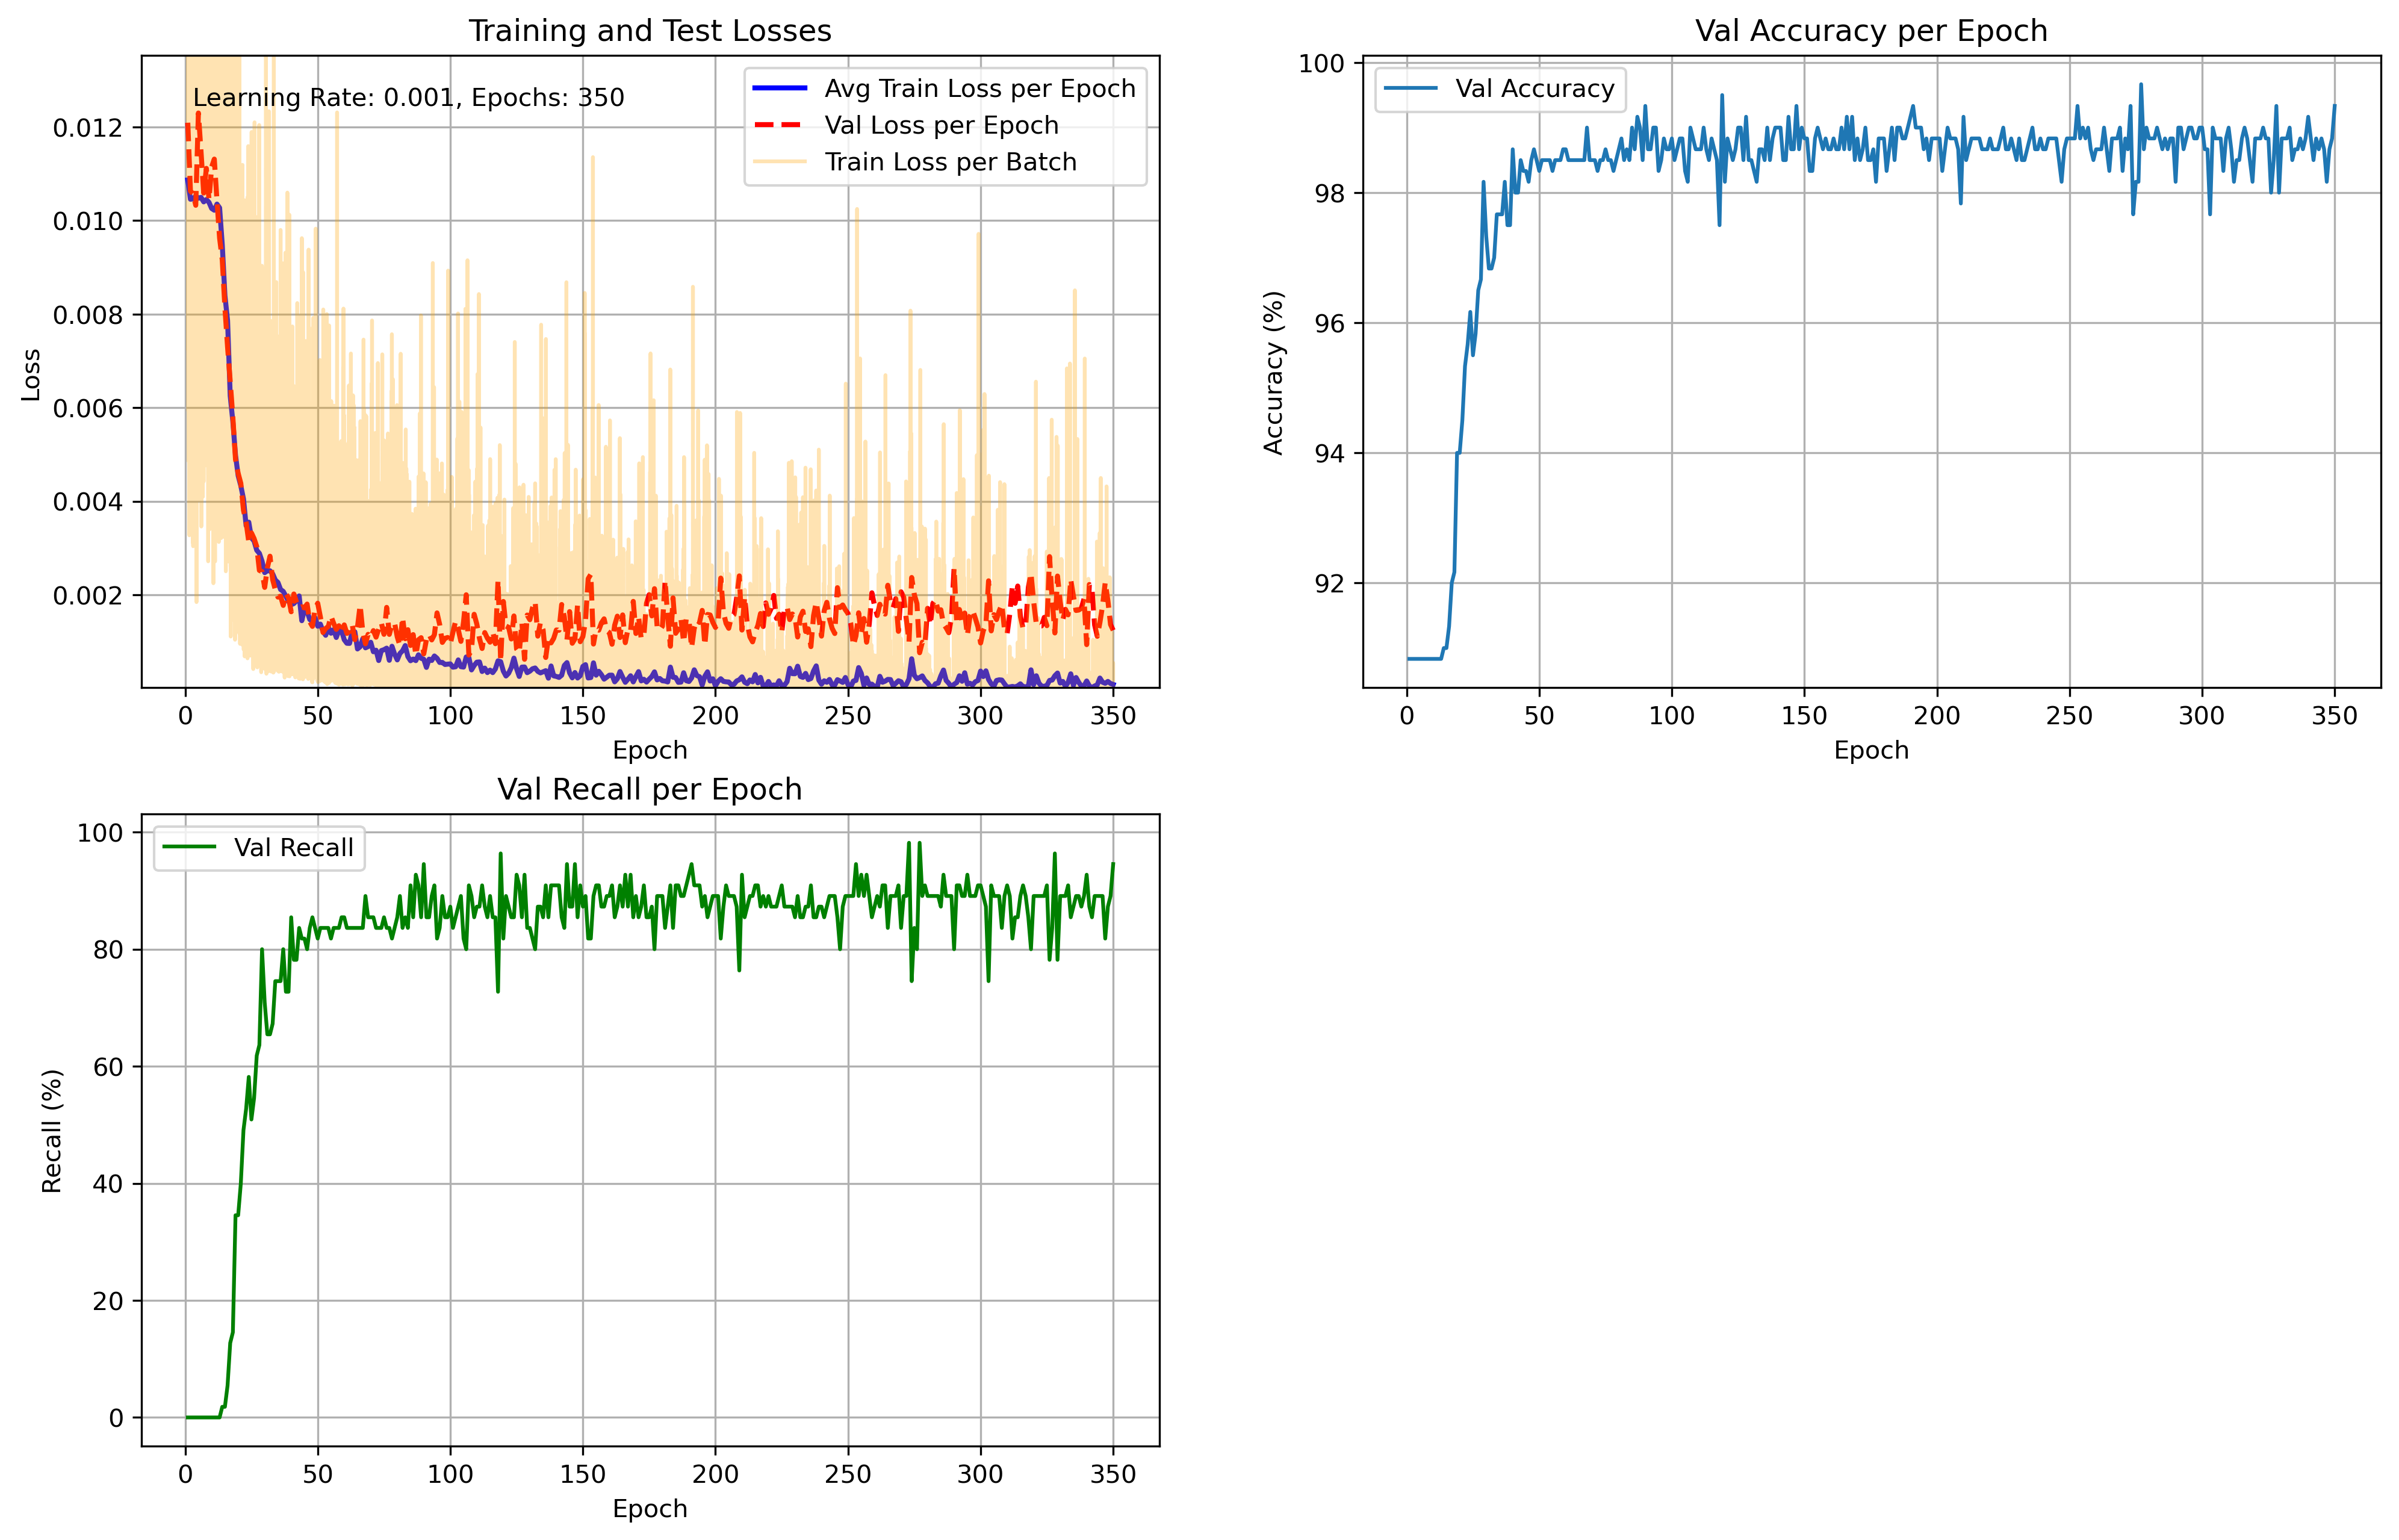 Training and Test Losses
Learning Rate: 0.001, Epochs: 350
Avg Train Loss per Epoch
Val Loss per Epoch
Train Loss per Batch
0.012
0.010
0.008
0.006
0.004
0.002
Loss
0 50 100 150 200 250 300 350
Epoch
Val Accuracy per Epoch
Val Accuracy
100
98
96
94
92
Accuracy (%)
0 50 100 150 200 250 300 350
Epoch
Val Recall per Epoch
Val Recall
100
80
60
40
20
0
Recall (%)
0 50 100 150 200 250 300 350
Epoch